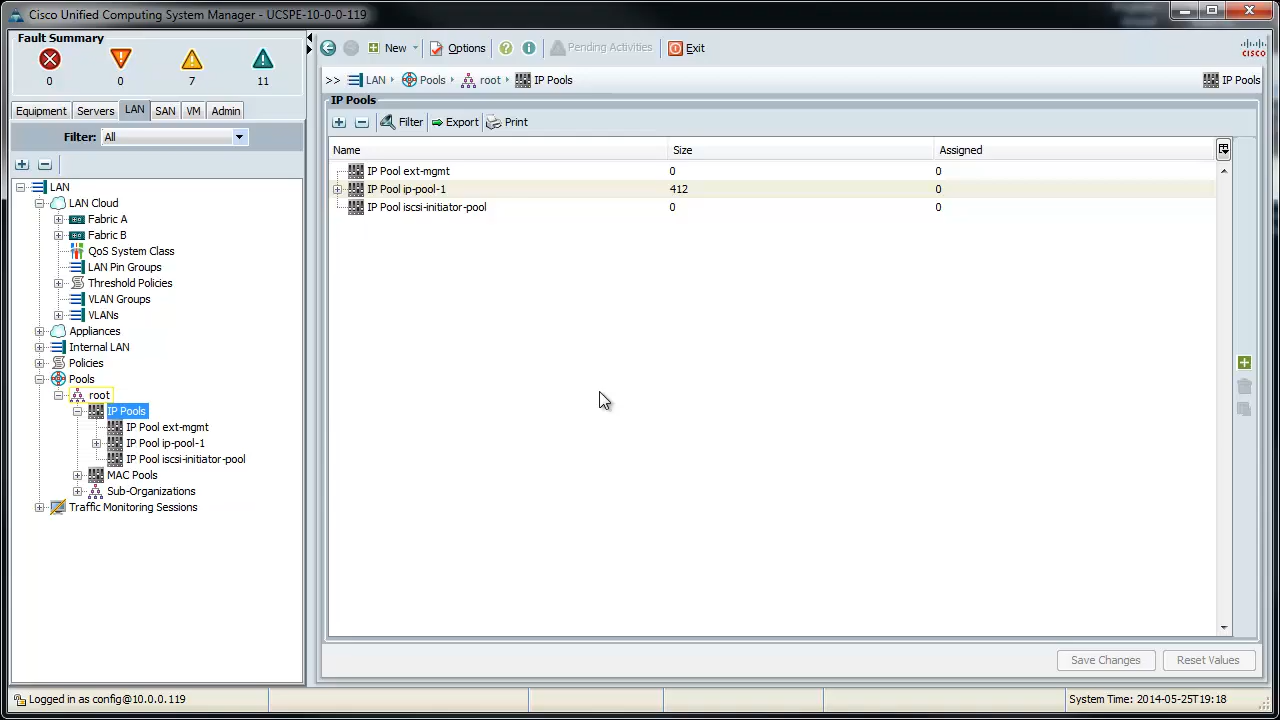 Cisco Unified Computing System Manager - UCSPE-10-0-0-119
Fault Summary
0 0 7 11
New Options Pending Activities Exit
cisco
>> LAN Pools root IP Pools IP Pools
Equipment Servers LAN SAN VM Admin
Filter: All
IP Pools
Filter Export Print
Name Size Assigned
IP Pool ext-mgmt 0 0
IP Pool ip-pool-1 412 0
IP Pool iscsi-initiator-pool 0 0
LAN
LAN Cloud
Fabric A
Fabric B
QoS System Class
LAN Pin Groups
Threshold Policies
VLAN Groups
VLANs
Appliances
Internal LAN
Policies
Pools
root
IP Pools
IP Pool ext-mgmt
IP Pool ip-pool-1
IP Pool iscsi-initiator-pool
MAC Pools
Sub-Organizations
Traffic Monitoring Sessions
Save Changes Reset Values
Logged in as config@10.0.0.119 System Time: 2014-05-25T19:18